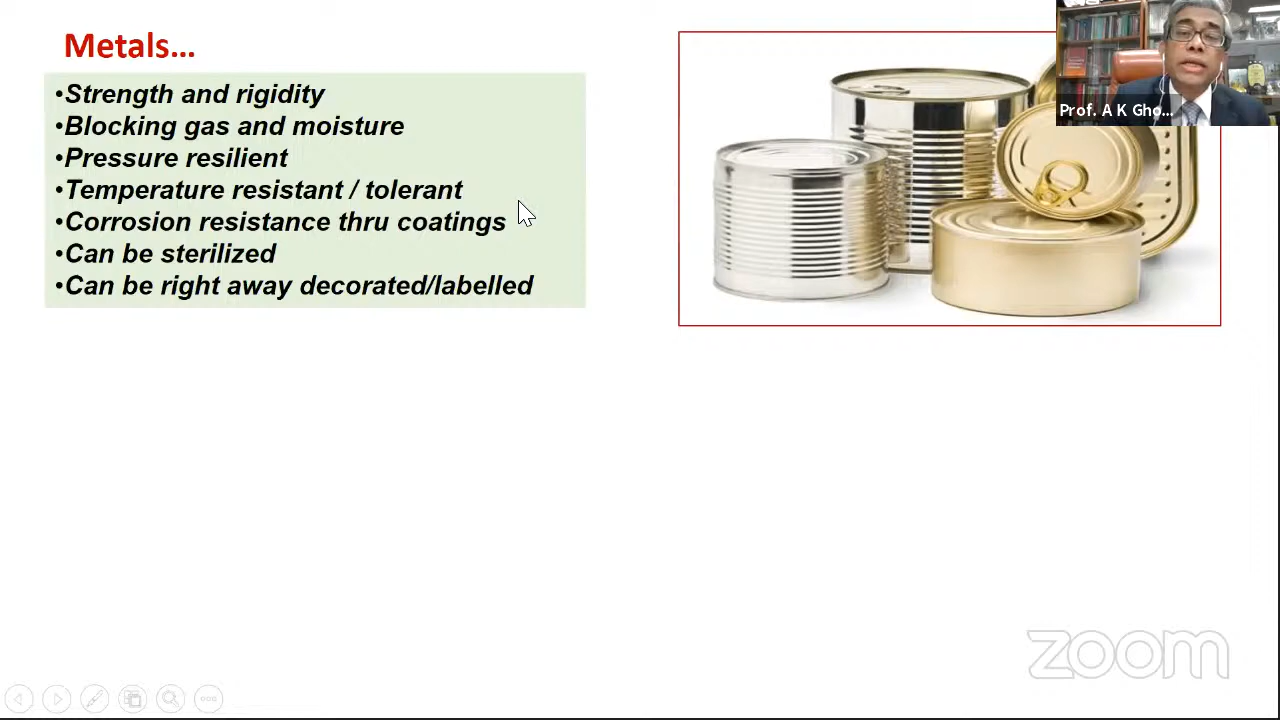 Metals...
•Strength and rigidity
•Blocking gas and moisture
•Pressure resilient
•Temperature resistant / tolerant
•Corrosion resistance thru coatings
•Can be sterilized
•Can be right away decorated/labelled
Prof. A K Gho...
zoom